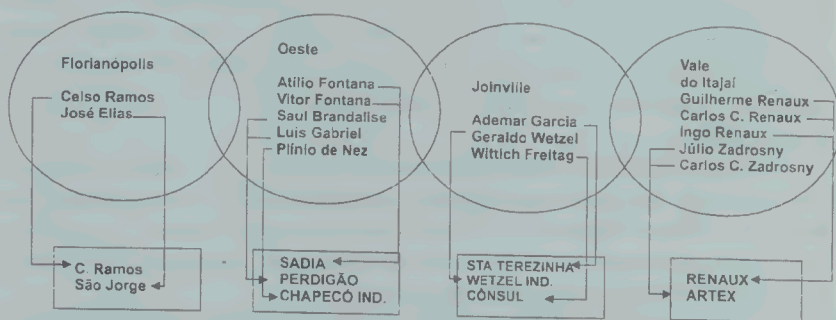 Florianópolis
Celso Ramos
José Elias
Oeste
Atílio Fontana
Vitor Fontana
Saul Brandalise
Luis Gabriel
Plínio de Nez
Joinville
Ademar Garcia
Geraldo Wetzel
Wittich Freitag
Vale
do Itajaí
Guilherme Renaux
Carlos C. Renaux
Ingo Renaux
Júlio Zadrosny
Carlos C. Zadrosny
C. Ramos
São Jorge
SADIA
PERDIGÃO
CHAPECÓ IND.
STA TEREZINHA
WETZEL IND.
CÔNSUL
RENAUX
ARTEX